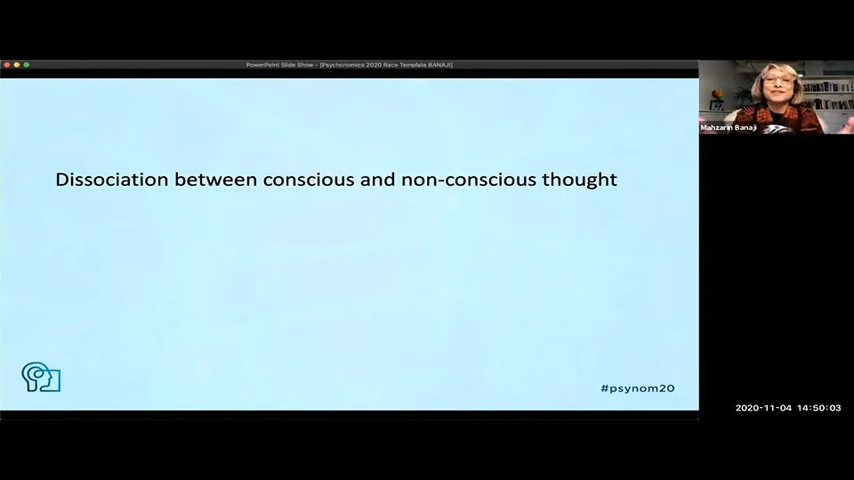 PowerPoint Slide Show - [Psychonomics 2020 Race Template BANAJI]
Mahzarin Banaji
Dissociation between conscious and non-conscious thought
#psynom20
2020-11-04 14:50:03